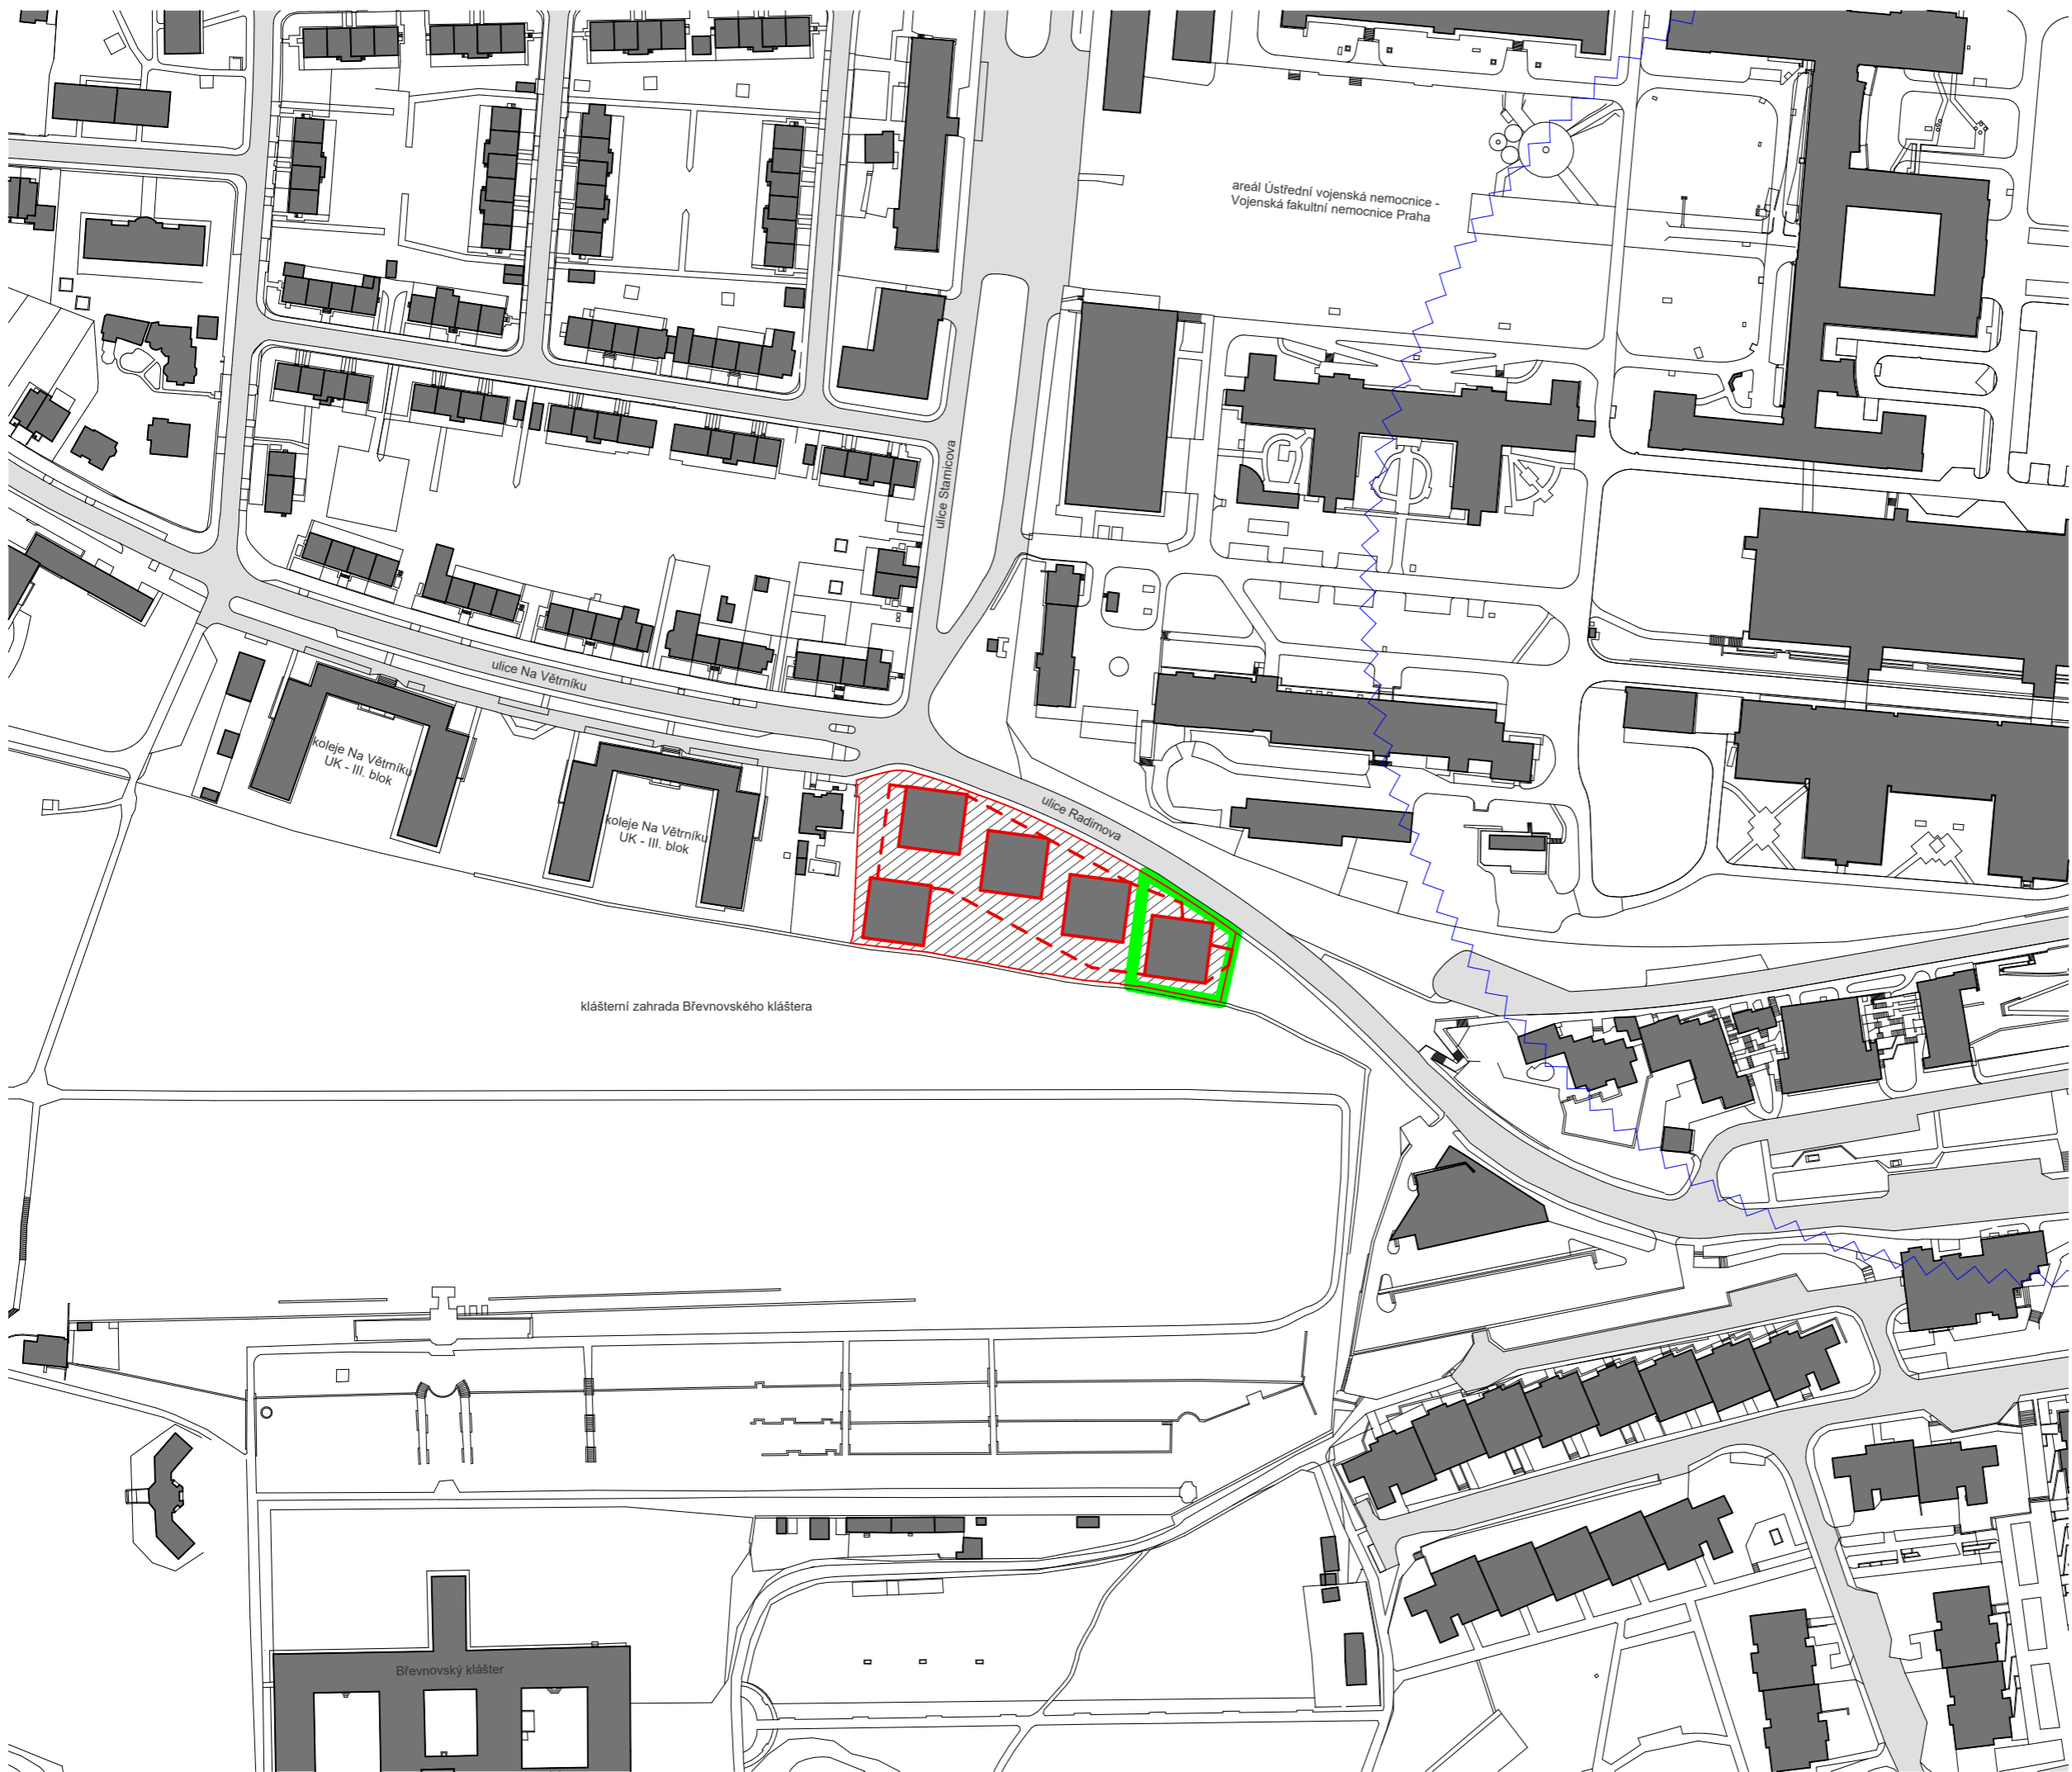 areál Ústřední vojenská nemocnice -
Vojenská fakultní nemocnice Praha
ulice Stamicova
ulice Na Větrníku
koleje Na Větrníku
UK - III. blok
koleje Na Větrníku
UK - III. blok
ulice Radimova
klášterní zahrada Břevnovského kláštera
Břevnovský klášter